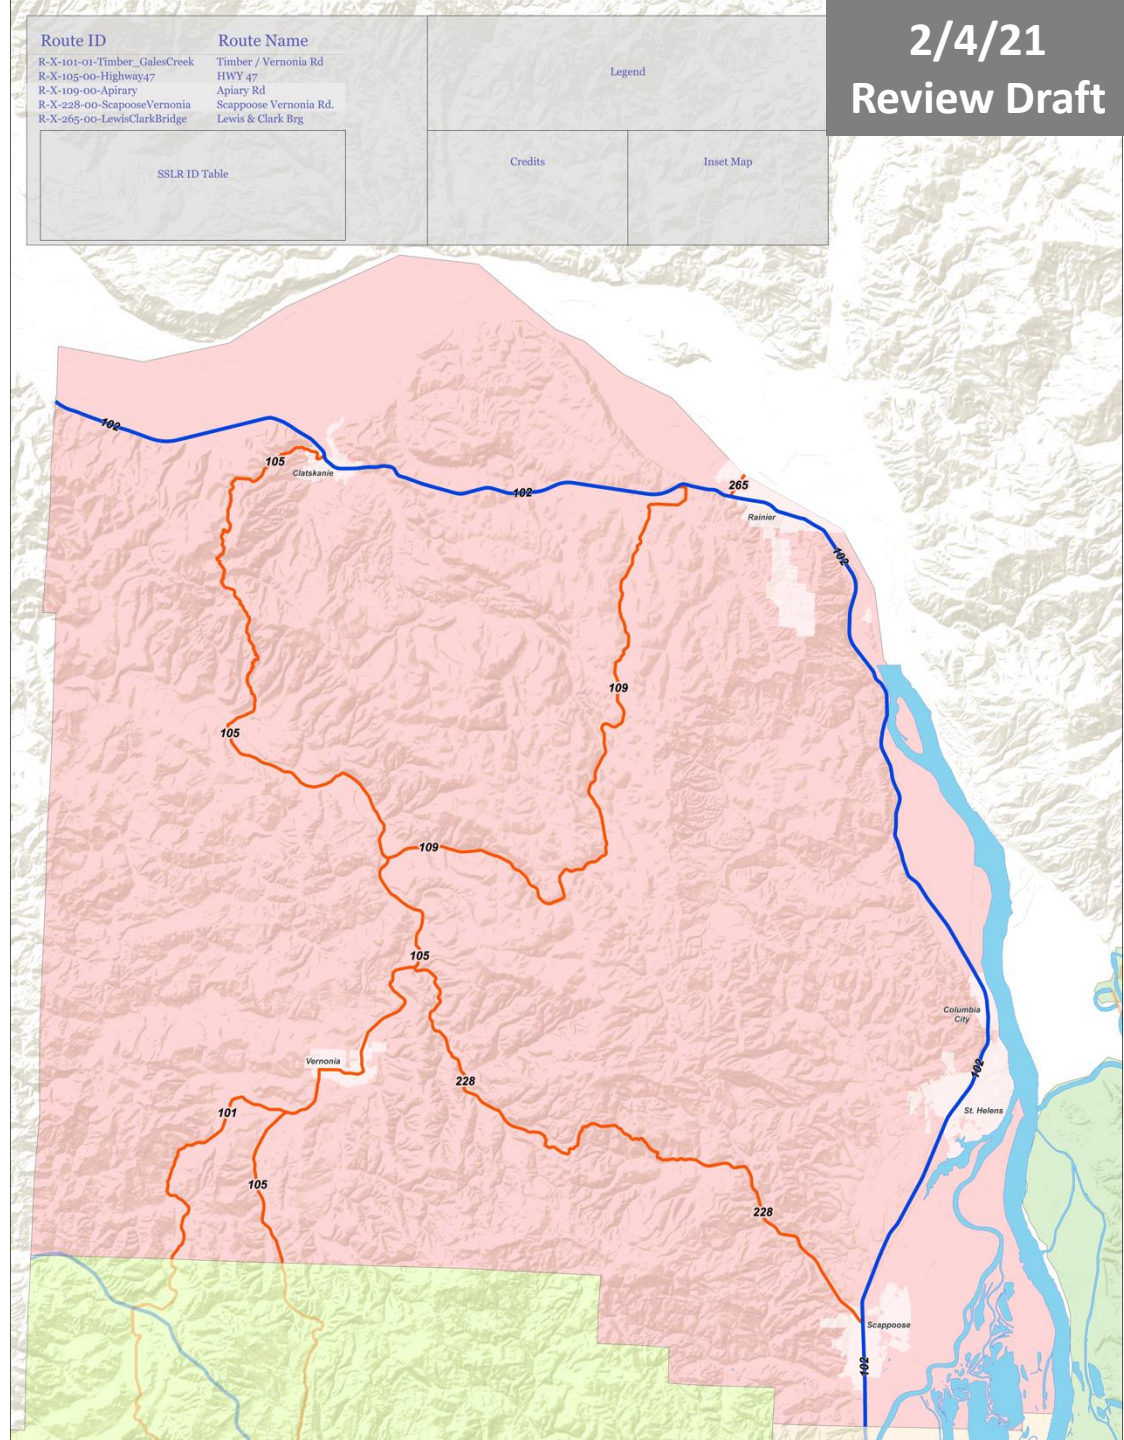 2/4/21
Review Draft
Route ID Route Name
R-X-101-01-Timber_GalesCreek Timber / Vernonia Rd
R-X-105-00-Highway47 HWY 47
R-X-109-00-Apirary Apiary Rd
R-X-228-00-ScapooseVernonia Scappoose Vernonia Rd.
R-X-265-00-LewisClarkBridge Lewis & Clark Brg
Legend
SSLR ID Table
Credits
Inset Map
102
105
Clatskanie
102
265
Rainier
102
109
105
109
105
Columbia
City
Vernonia
102
228
St. Helens
101
105
228
Scappoose
102